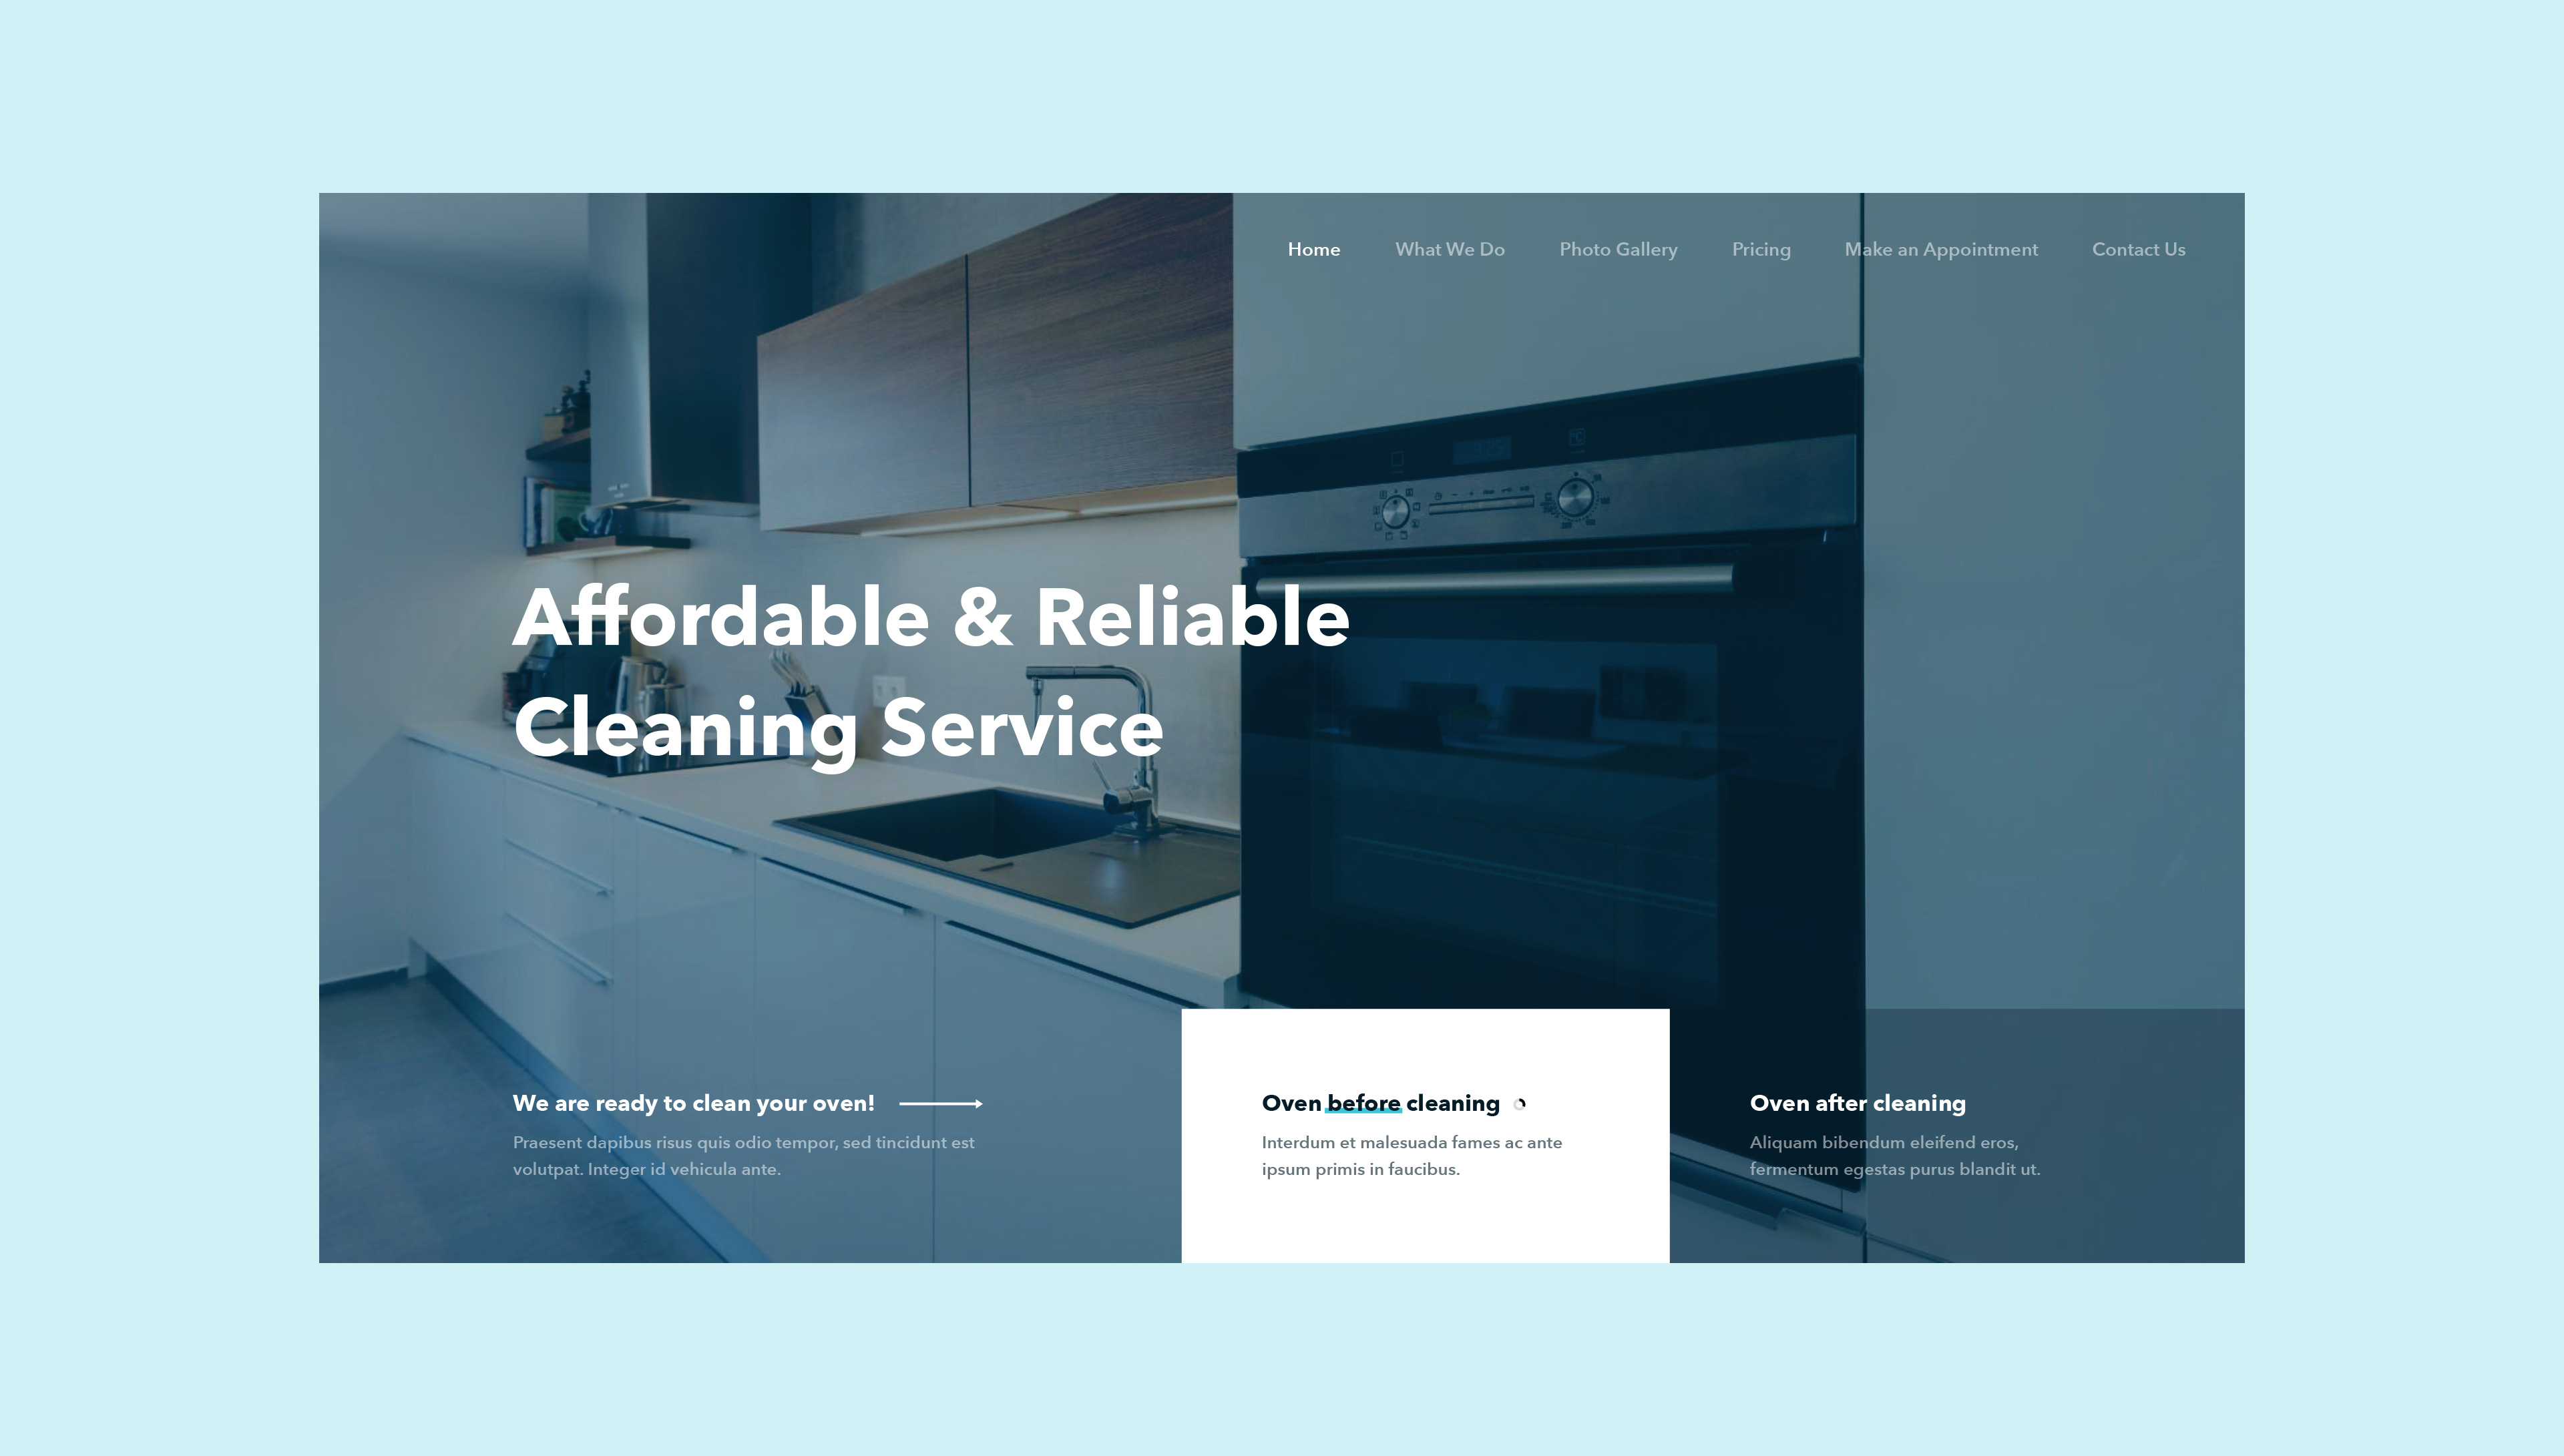 Home What We Do Photo Gallery Pricing Make an Appointment Contact Us
Affordable & Reliable
Cleaning Service
We are ready to clean your oven!
Praesent dapibus risus quis odio tempor, sed tincidunt est
volutpat. Integer id vehicula ante.
Oven before cleaning
Interdum et malesuada fames ac ante
ipsum primis in faucibus.
Oven after cleaning
Aliquam bibendum eleifend eros,
fermentum egestas purus blandit ut.